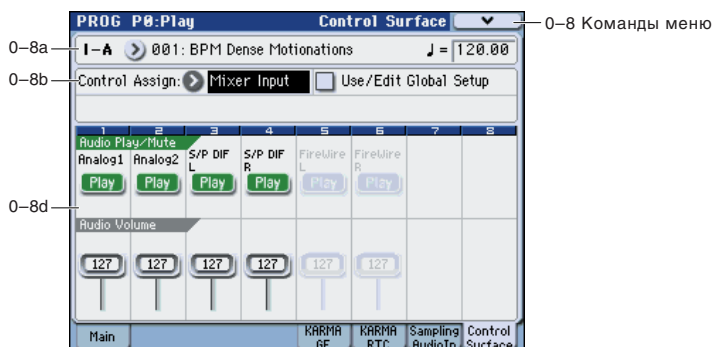 PROG P0:Play Control Surface
0–8 Команды меню
0–8a
I-A 001: BPM Dense Motionations ♩= 120.00
0–8b
Control Assign: Mixer Input Use/Edit Global Setup
1 2 3 4 5 6 7 8
Audio Play/Mute
Analog1 Analog2 S/P DIF L S/P DIF R FireWire L FireWire R
Play Play Play Play Play Play
0–8d
Audio Volume
127 127 127 127 127 127
Main KARMA GE KARMA RTC Sampling AudioIn Control Surface